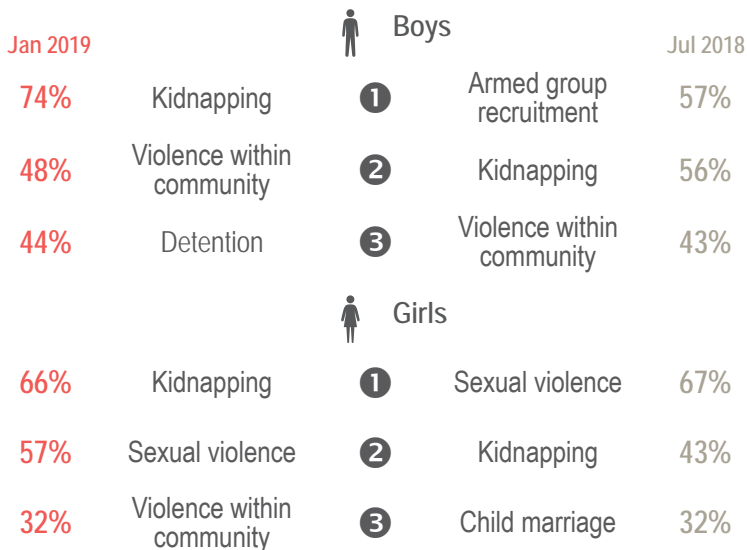 Boys
Jan 2019 Jul 2018
74% Kidnapping 1 Armed group
recruitment 57%
48% Violence within
community 2 Kidnapping 56%
44% Detention 3 Violence within
community 43%
Girls
66% Kidnapping 1 Sexual violence 67%
57% Sexual violence 2 Kidnapping 43%
32% Violence within
community 3 Child marriage 32%